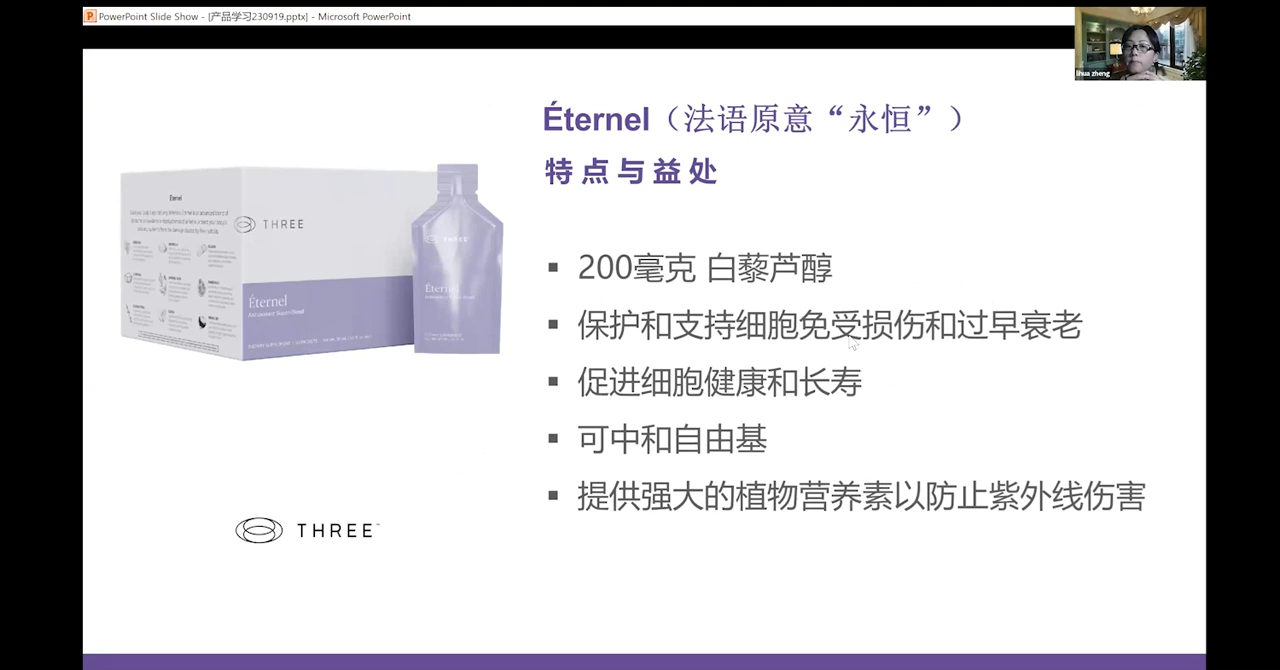 PowerPoint Slide Show - [产品学习230919.pptx] - Microsoft PowerPoint
lihua zheng
Éternel（法语原意“永恒”）
特点与益处
Éternel
THREE
THREE
Éternel
Éternel
▪ 200毫克 白藜芦醇
▪ 保护和支持细胞免受损伤和过早衰老
▪ 促进细胞健康和长寿
▪ 可中和自由基
▪ 提供强大的植物营养素以防止紫外线伤害
THREE™